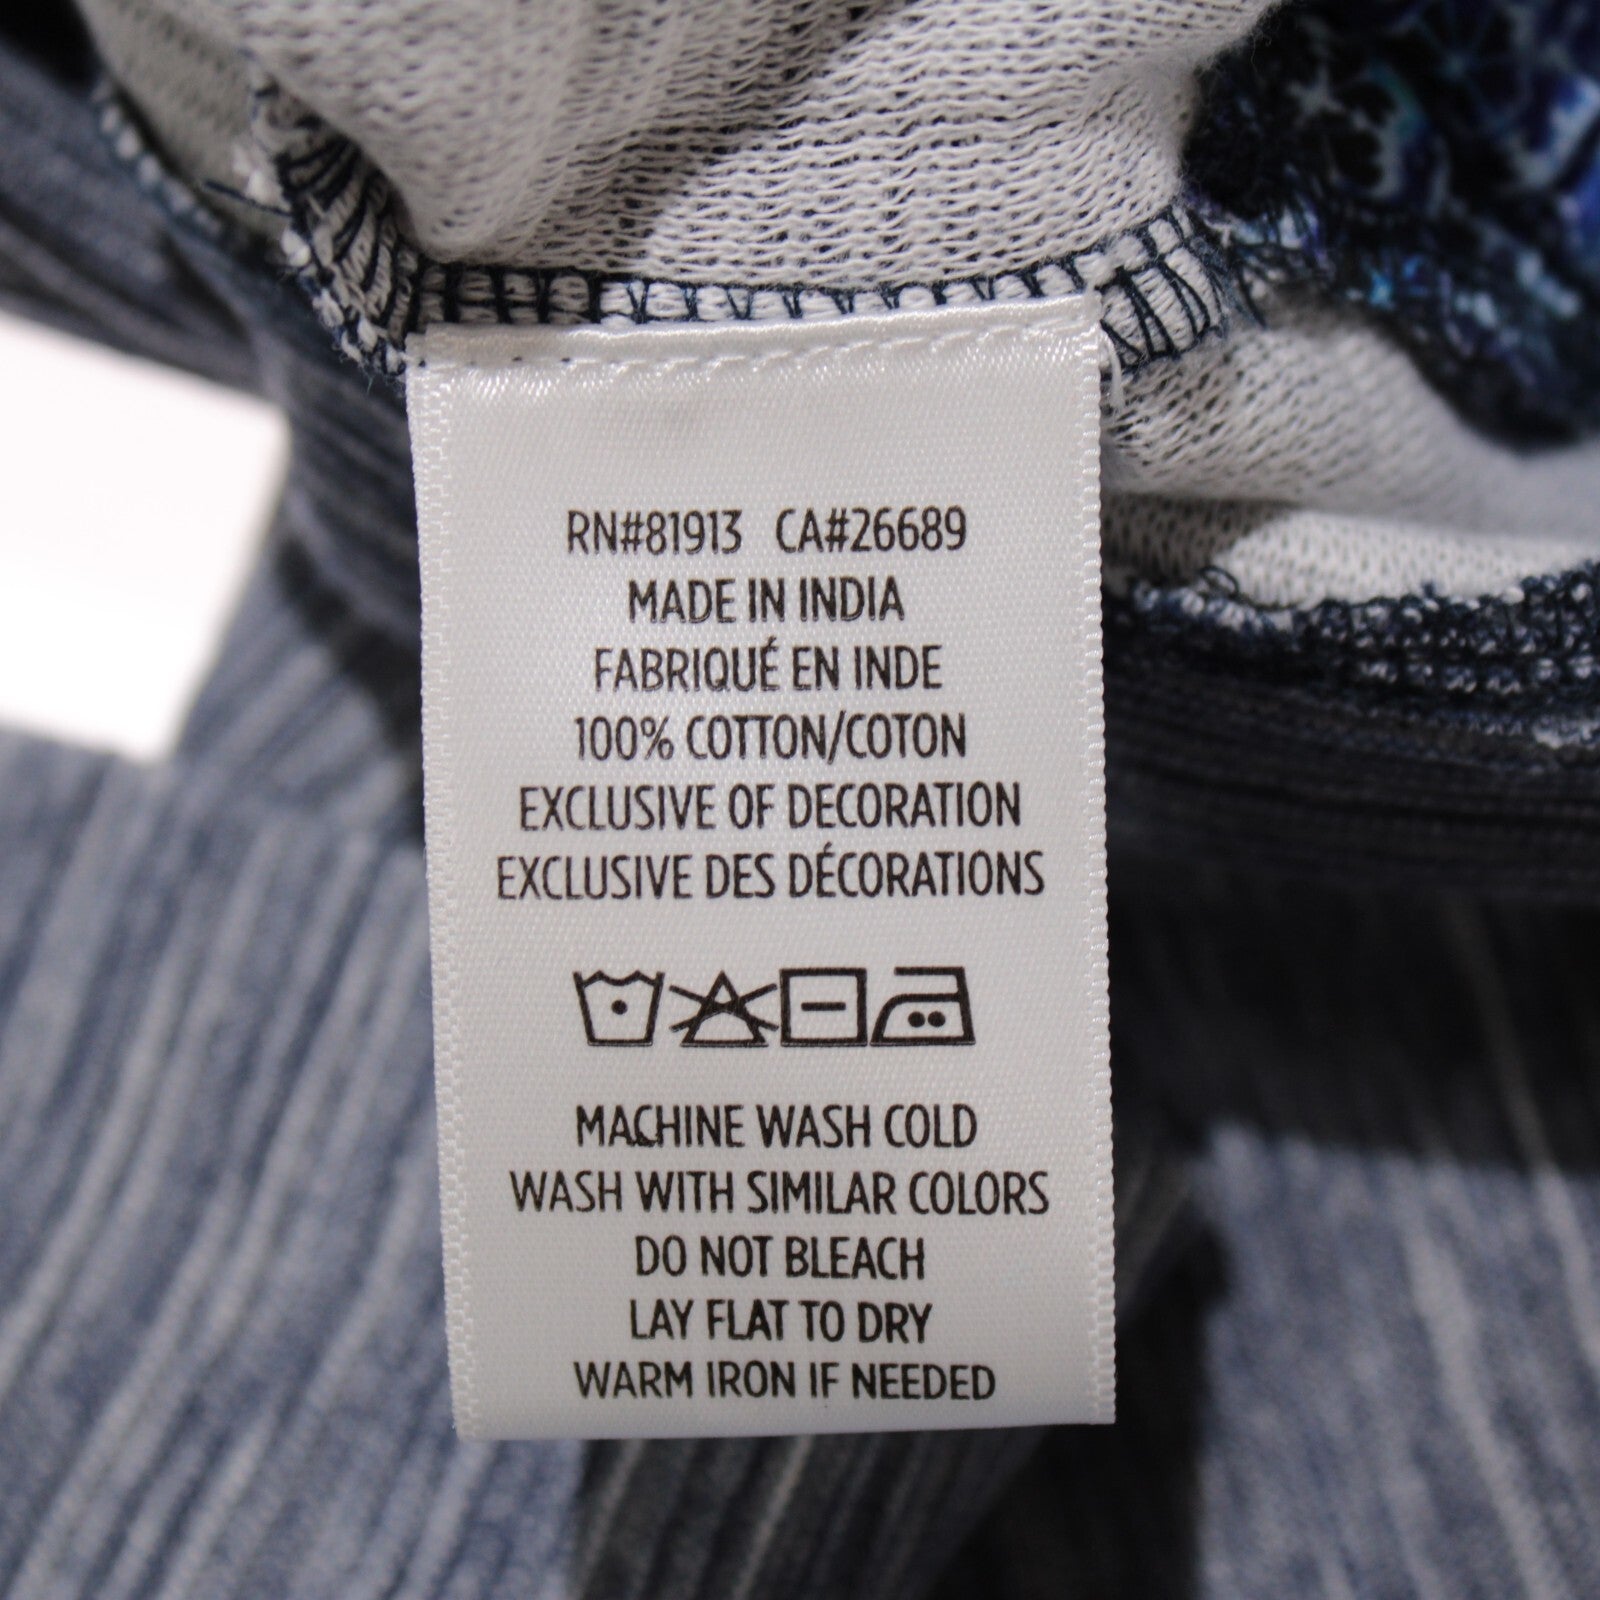 RN#81913 CA#26689
MADE IN INDIA
FABRIQUÉ EN INDE
100% COTTON/COTON
EXCLUSIVE OF DECORATION
EXCLUSIVE DES DÉCORATIONS
MACHINE WASH COLD
WASH WITH SIMILAR COLORS
DO NOT BLEACH
LAY FLAT TO DRY
WARM IRON IF NEEDED